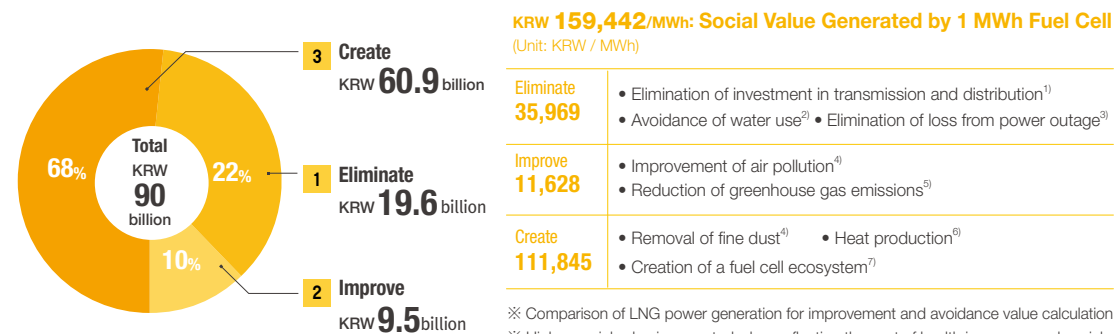 3 Create
KRW 60.9 billion
Total
KRW
90
billion
68%
22%
10%
1 Eliminate
KRW 19.6 billion
2 Improve
KRW 9.5 billion
KRW 159,442/MWh: Social Value Generated by 1 MWh Fuel Cell
(Unit: KRW / MWh)
Eliminate
35,969
• Elimination of investment in transmission and distribution1)
• Avoidance of water use2) • Elimination of loss from power outage3)
Improve
11,628
• Improvement of air pollution4)
• Reduction of greenhouse gas emissions5)
Create
111,845
• Removal of fine dust4) • Heat production6)
• Creation of a fuel cell ecosystem7)
※ Comparison of LNG power generation for improvement and avoidance value calculation